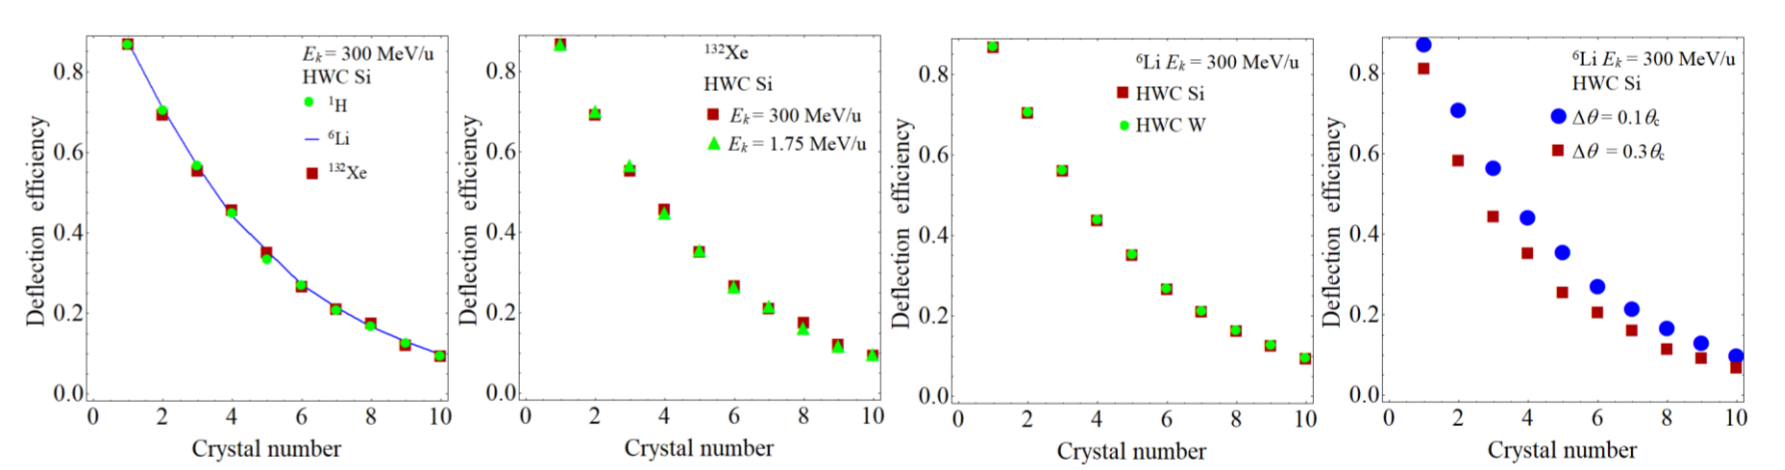 Deflection efficiency
0.8
0.6
0.4
0.2
0.0
E_k = 300 MeV/u
HWC Si
¹H
⁶Li
¹³²Xe
0 2 4 6 8 10
Crystal number
Deflection efficiency
0.8
0.6
0.4
0.2
0.0
¹³²Xe
HWC Si
E_k = 300 MeV/u
E_k = 1.75 MeV/u
0 2 4 6 8 10
Crystal number
Deflection efficiency
0.8
0.6
0.4
0.2
0.0
⁶Li E_k = 300 MeV/u
HWC Si
HWC W
0 2 4 6 8 10
Crystal number
Deflection efficiency
0.8
0.6
0.4
0.2
0.0
⁶Li E_k = 300 MeV/u
HWC Si
Δθ = 0.1θ_c
Δθ = 0.3θ_c
0 2 4 6 8 10
Crystal number